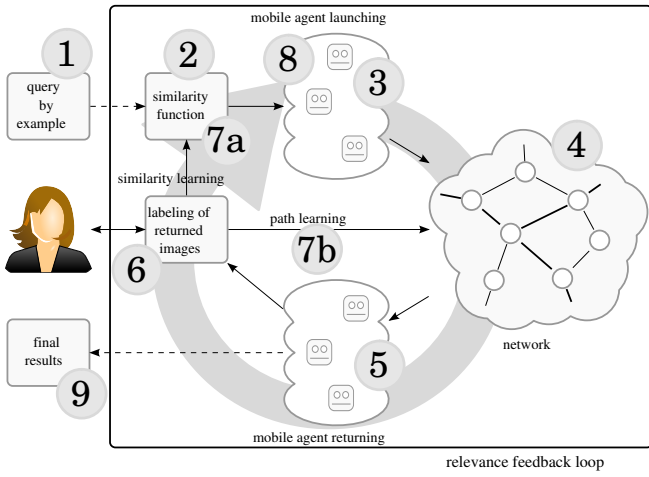 mobile agent launching
1
2
8
3
query
by
example
similarity
function
7a
4
similarity learning
labeling of
returned
images
path learning
7b
6
final
results
9
5
network
mobile agent returning
relevance feedback loop